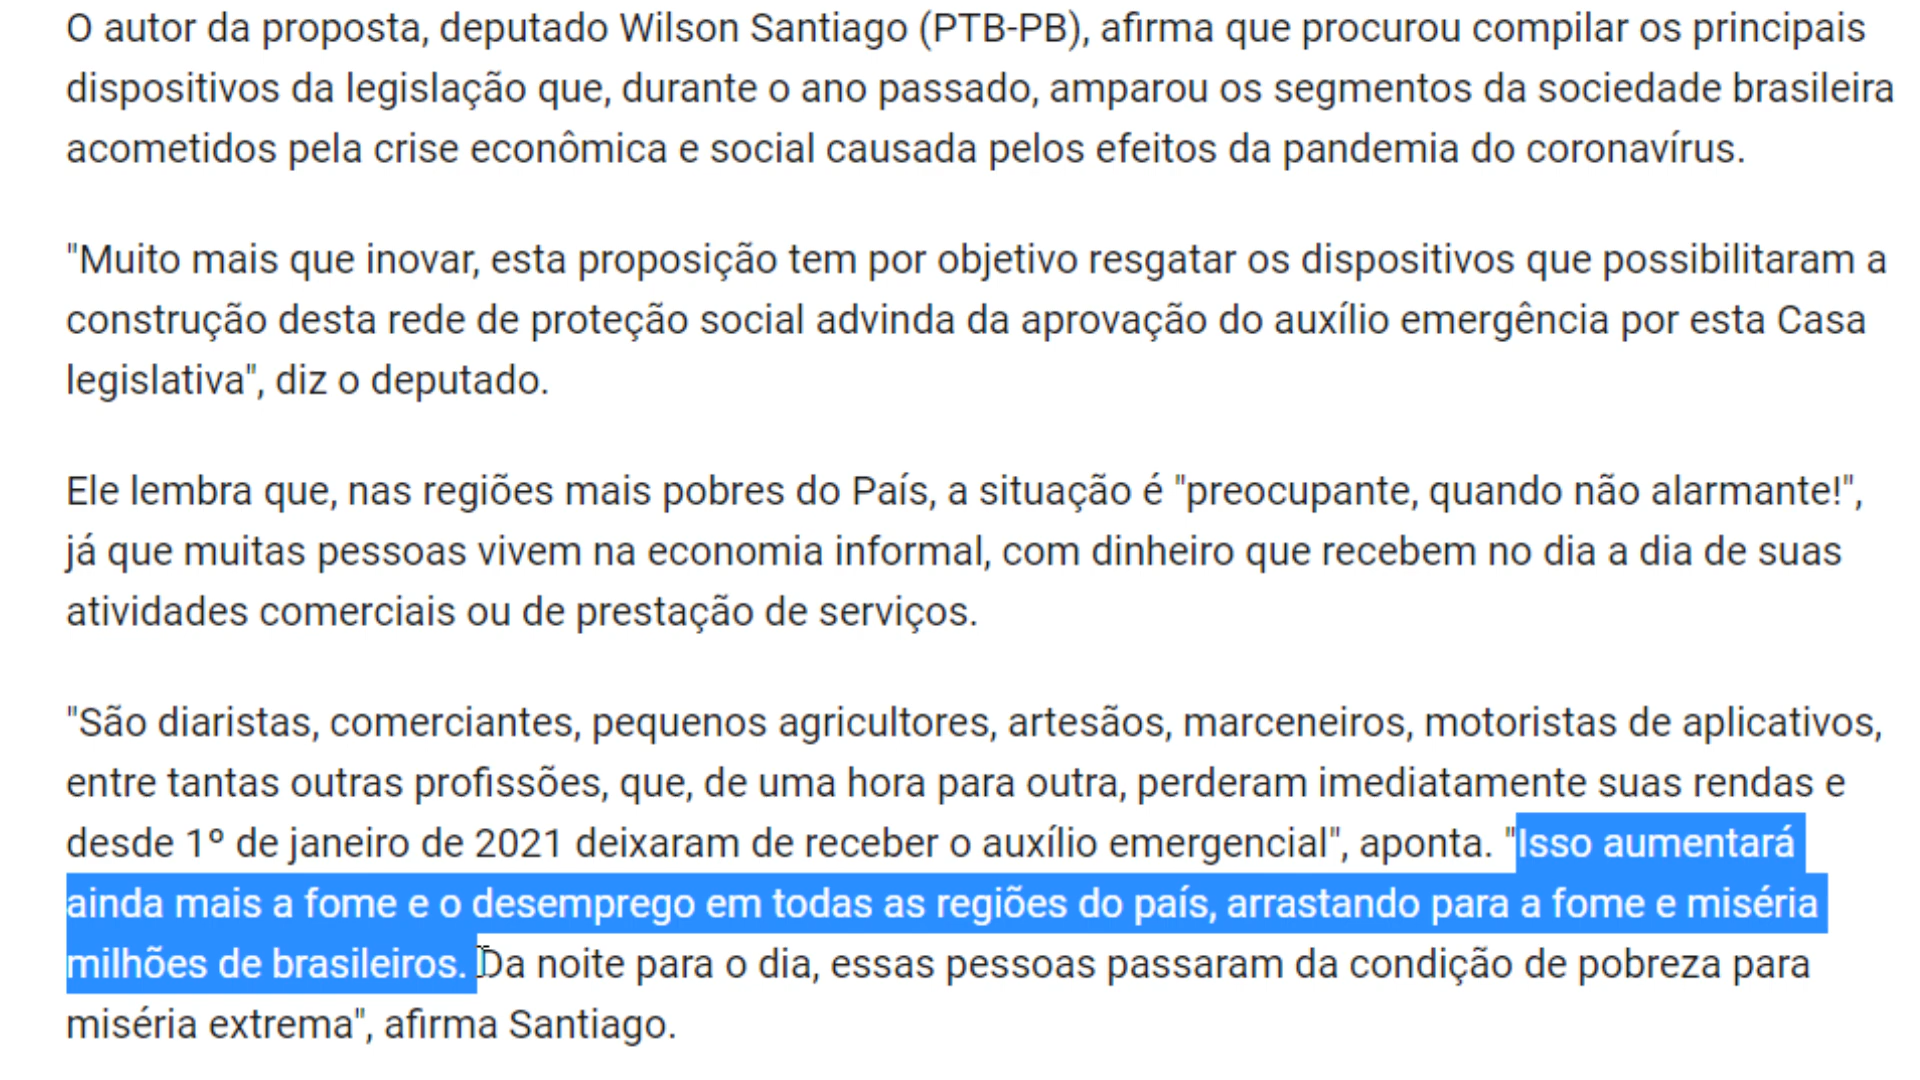 O autor da proposta, deputado Wilson Santiago (PTB-PB), afirma que procurou compilar os principais
dispositivos da legislação que, durante o ano passado, amparou os segmentos da sociedade brasileira
acometidos pela crise econômica e social causada pelos efeitos da pandemia do coronavírus.
"Muito mais que inovar, esta proposição tem por objetivo resgatar os dispositivos que possibilitaram a
construção desta rede de proteção social advinda da aprovação do auxílio emergência por esta Casa
legislativa", diz o deputado.
Ele lembra que, nas regiões mais pobres do País, a situação é "preocupante, quando não alarmante!",
já que muitas pessoas vivem na economia informal, com dinheiro que recebem no dia a dia de suas
atividades comerciais ou de prestação de serviços.
"São diaristas, comerciantes, pequenos agricultores, artesãos, marceneiros, motoristas de aplicativos,
entre tantas outras profissões, que, de uma hora para outra, perderam imediatamente suas rendas e
desde 1º de janeiro de 2021 deixaram de receber o auxílio emergencial", aponta. "Isso aumentará
ainda mais a fome e o desemprego em todas as regiões do país, arrastando para a fome e miséria
milhões de brasileiros. Da noite para o dia, essas pessoas passaram da condição de pobreza para
miséria extrema", afirma Santiago.